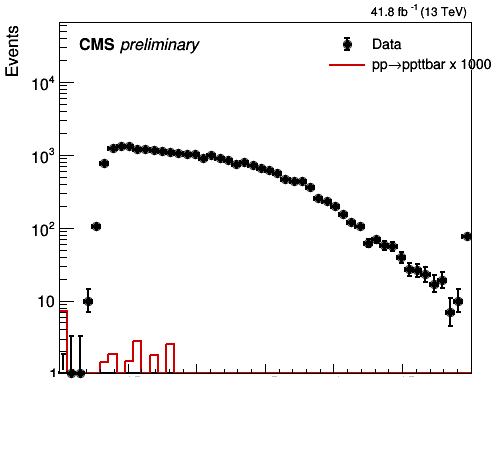 41.8 fb⁻¹ (13 TeV)
CMS preliminary
Data
pp→ppttbar x 1000
Events
10⁴
10³
10²
10
1